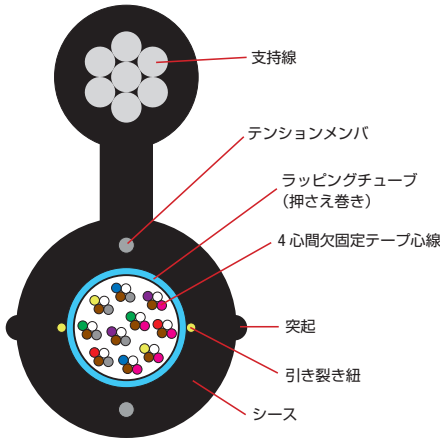 支持線
テンションメンバ
ラッピングチューブ
（押さえ巻き）
4心間欠固定テープ心線
突起
引き裂き紐
シース